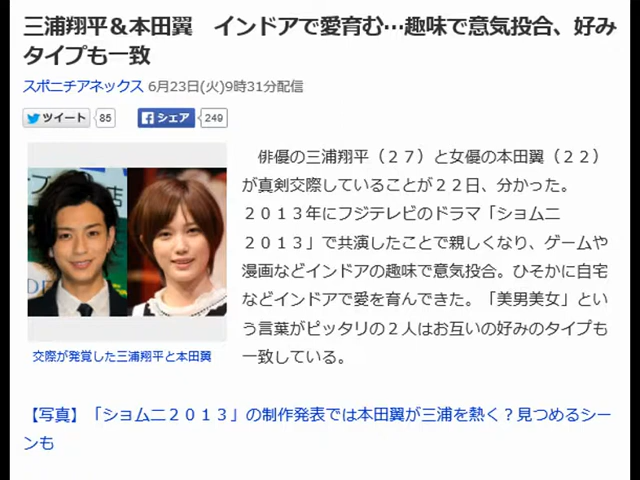 三浦翔平＆本田翼　インドアで愛育む…趣味で意気投合、好み
タイプも一致
スポニチアネックス 6月23日(火)9時31分配信
ツイート 85 シェア 249
俳優の三浦翔平（２７）と女優の本田翼（２２）
が真剣交際していることが２２日、分かった。
２０１３年にフジテレビのドラマ「ショムニ
２０１３」で共演したことで親しくなり、ゲームや
漫画などインドアの趣味で意気投合。ひそかに自宅
などインドアで愛を育んできた。「美男美女」とい
う言葉がピッタリの２人はお互いの好みのタイプも
一致している。
交際が発覚した三浦翔平と本田翼
【写真】「ショムニ２０１３」の制作発表では本田翼が三浦を熱く？見つめるシー
ンも